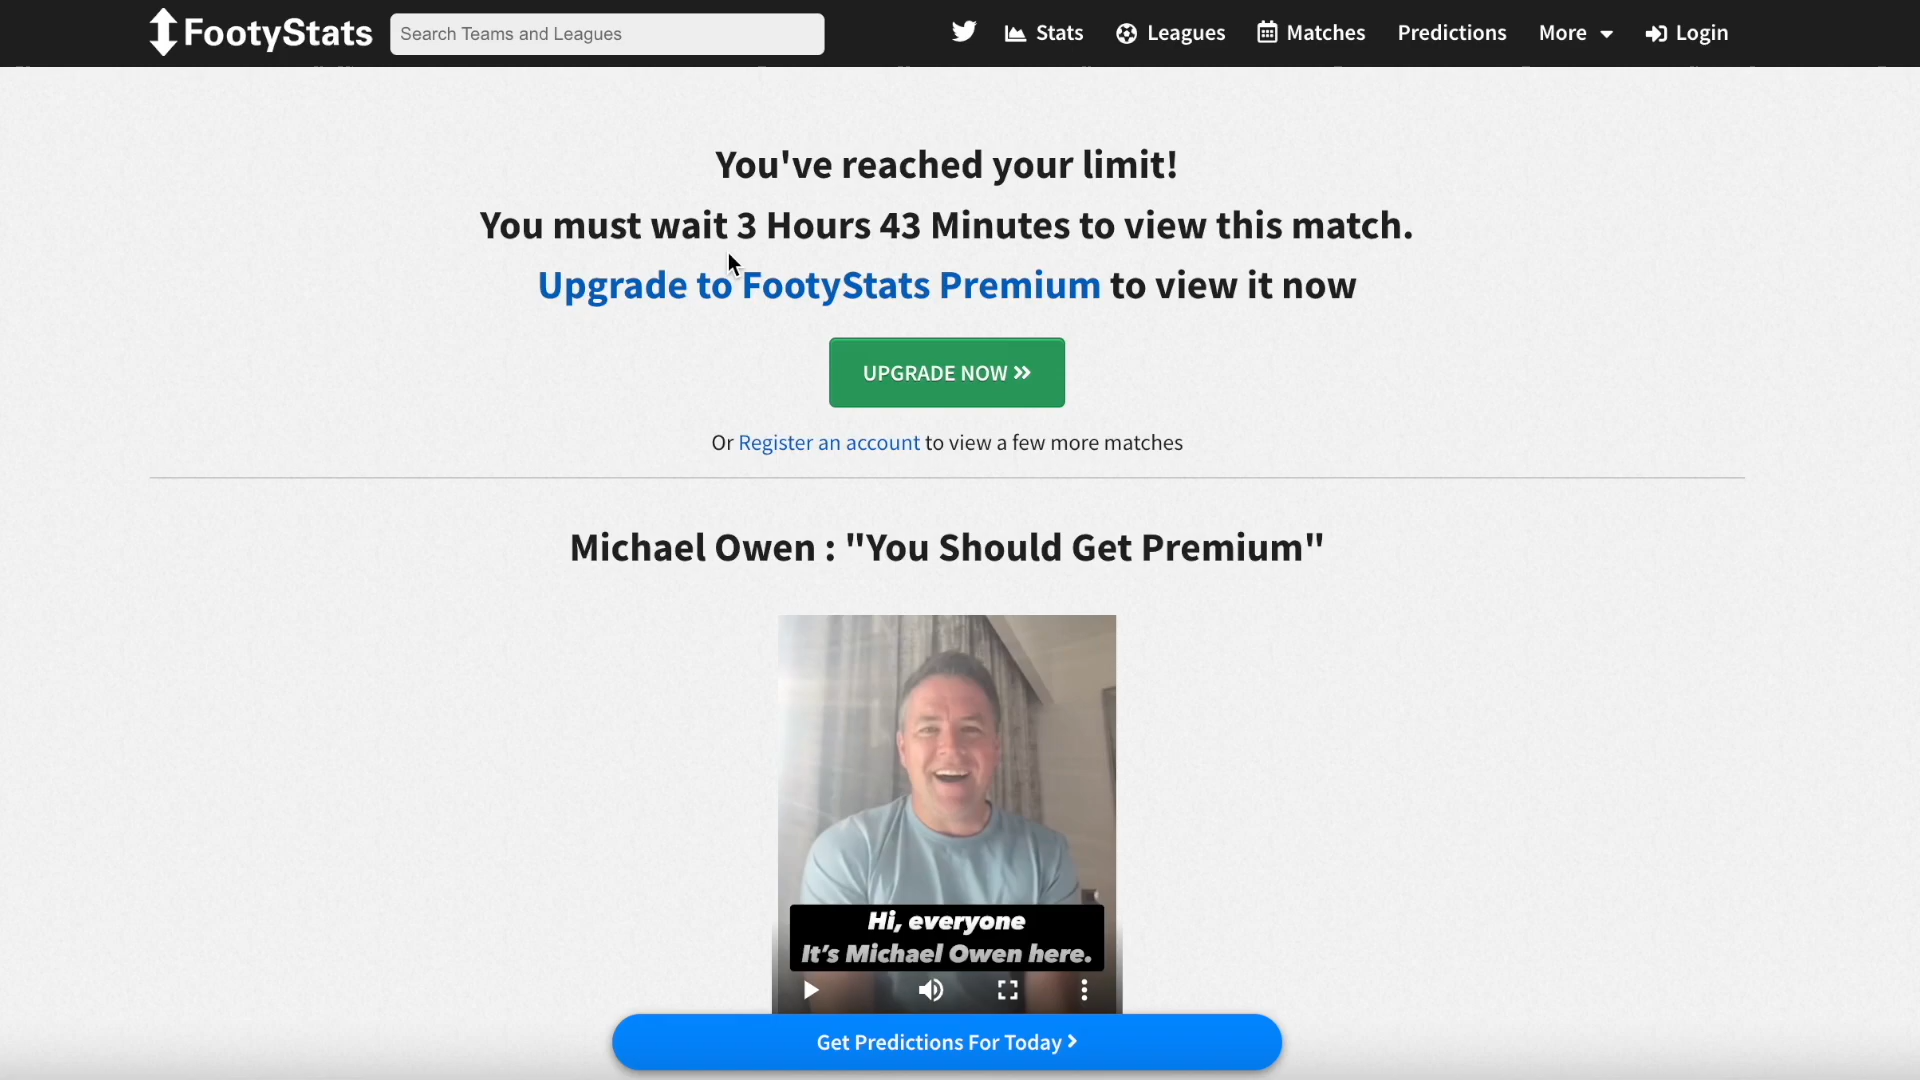 FootyStats
Search Teams and Leagues
Stats
Leagues
Matches
Predictions
More
Login
You've reached your limit!
You must wait 3 Hours 43 Minutes to view this match.
Upgrade to FootyStats Premium to view it now
UPGRADE NOW
Or Register an account to view a few more matches
Michael Owen : "You Should Get Premium"
Hi, everyone
It's Michael Owen here.
Get Predictions For Today